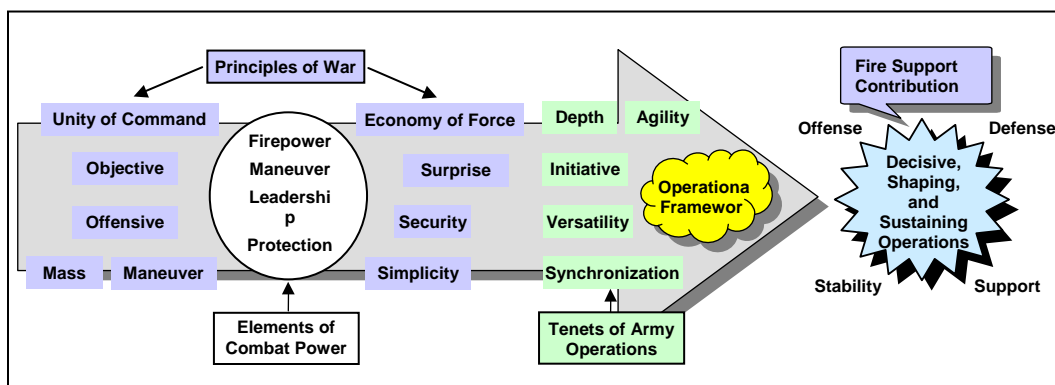 Principles of War
Fire Support
Contribution
Unity of Command
Economy of Force
Depth
Agility
Offense
Defense
Firepower
Maneuver
Leadershi
p
Protection
Objective
Surprise
Initiative
Operationa
Framewor
Decisive,
Shaping,
and
Sustaining
Operations
Offensive
Security
Versatility
Mass
Maneuver
Simplicity
Synchronization
Stability
Support
Elements of
Combat Power
Tenets of Army
Operations